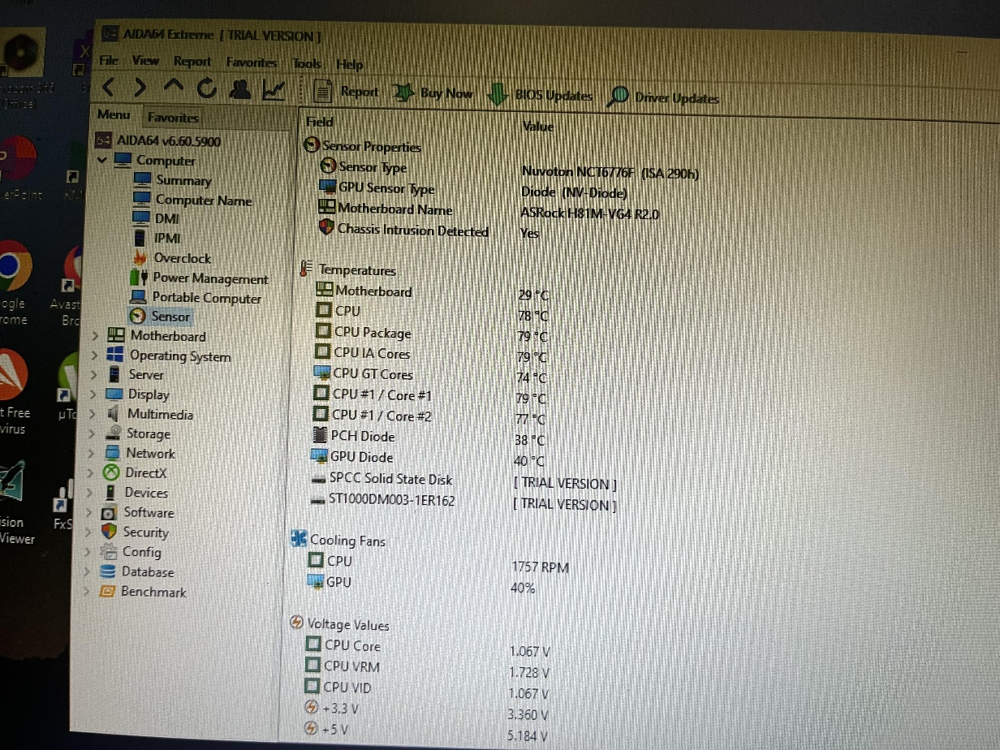 AIDA64 Extreme [ TRIAL VERSION ]
File View Report Favorites Tools Help
Report Buy Now BIOS Updates Driver Updates
Menu Favorites
AIDA64 v6.60.5900
Computer
Summary
Computer Name
DMI
IPMI
Overclock
Power Management
Portable Computer
Sensor
Motherboard
Operating System
Server
Display
Multimedia
Storage
Network
DirectX
Devices
Software
Security
Config
Database
Benchmark
Field Value
Sensor Properties
Sensor Type Nuvoton NCT6776F (ISA 290h)
GPU Sensor Type Diode (NV-Diode)
Motherboard Name ASRock H81M-VG4 R2.0
Chassis Intrusion Detected Yes
Temperatures
Motherboard 29 °C
CPU 78 °C
CPU Package 79 °C
CPU IA Cores 79 °C
CPU GT Cores 74 °C
CPU #1 / Core #1 79 °C
CPU #1 / Core #2 77 °C
PCH Diode 38 °C
GPU Diode 40 °C
SPCC Solid State Disk [ TRIAL VERSION ]
ST1000DM003-1ER162 [ TRIAL VERSION ]
Cooling Fans
CPU 1757 RPM
GPU 40%
Voltage Values
CPU Core 1.067 V
CPU VRM 1.728 V
CPU VID 1.067 V
+3.3 V 3.360 V
+5 V 5.184 V
erPoint
ogle
rome
Avast
Bro
t Free
virus
µTo
sion
Viewer
FxS